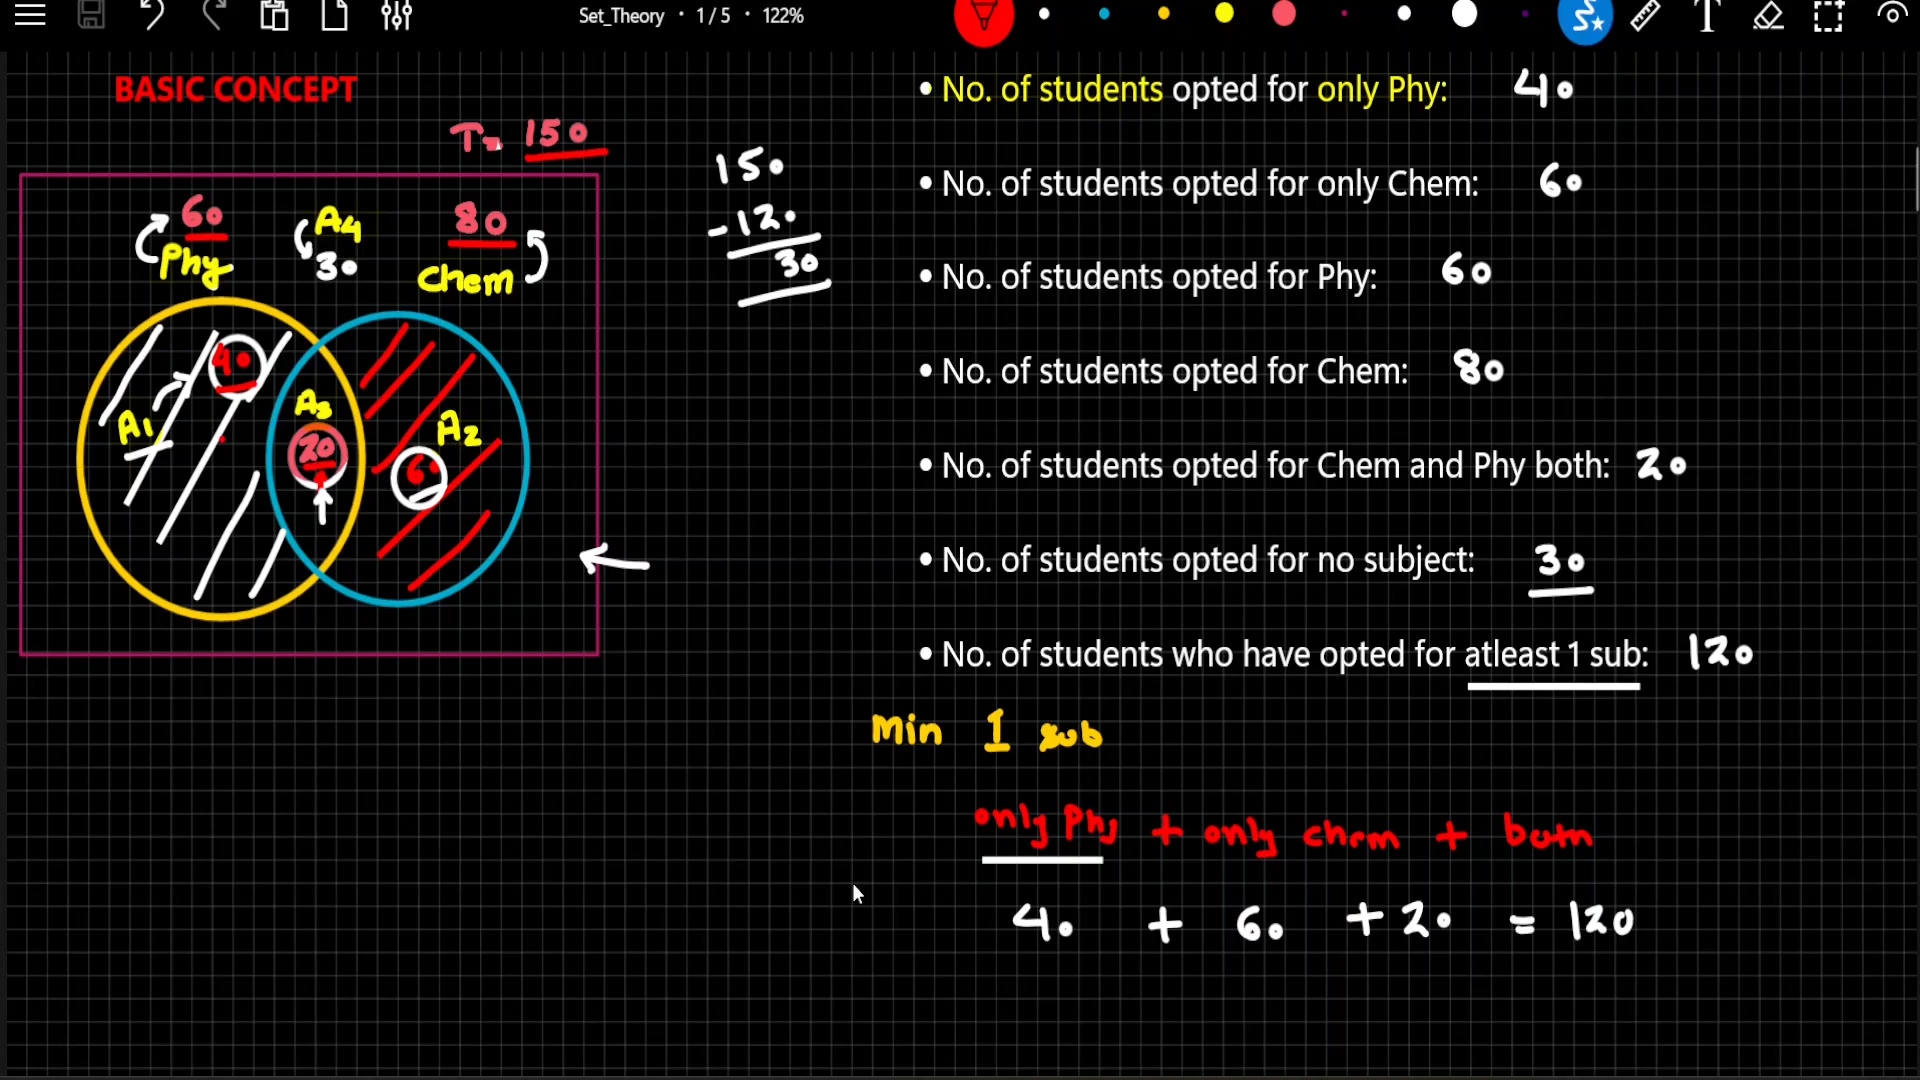 Set_Theory • 1 / 5 • 122%
BASIC CONCEPT
T= 150
60
Phy
A4
30
80
Chem
A1
40
A3
20
A2
60
150
-120
30
• No. of students opted for only Phy: 40
• No. of students opted for only Chem: 60
• No. of students opted for Phy: 60
• No. of students opted for Chem: 80
• No. of students opted for Chem and Phy both: 20
• No. of students opted for no subject: 30
• No. of students who have opted for atleast 1 sub: 120
Min 1 sub
only Phy + only chem + both
40 + 60 + 20 = 120